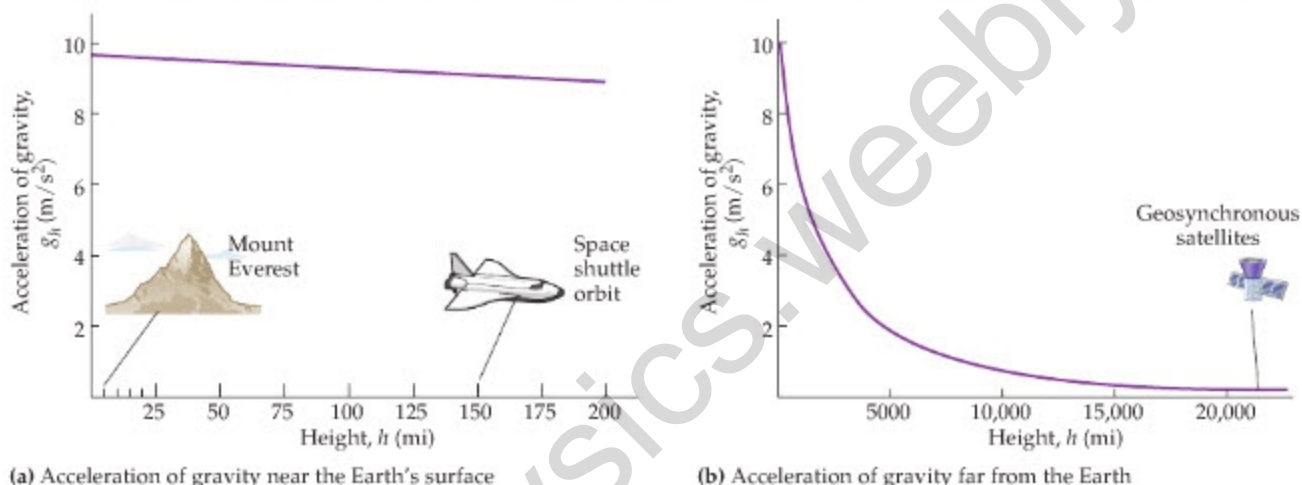 Acceleration of gravity,
g_h (m/s²)
10
8
6
4
2
Mount
Everest
Space
shuttle
orbit
25 50 75 100 125 150 175 200
Height, h (mi)
(a) Acceleration of gravity near the Earth's surface
Acceleration of gravity,
g_h (m/s²)
10
8
6
4
2
Geosynchronous
satellites
5000 10,000 15,000 20,000
Height, h (mi)
(b) Acceleration of gravity far from the Earth
ysics.weebly